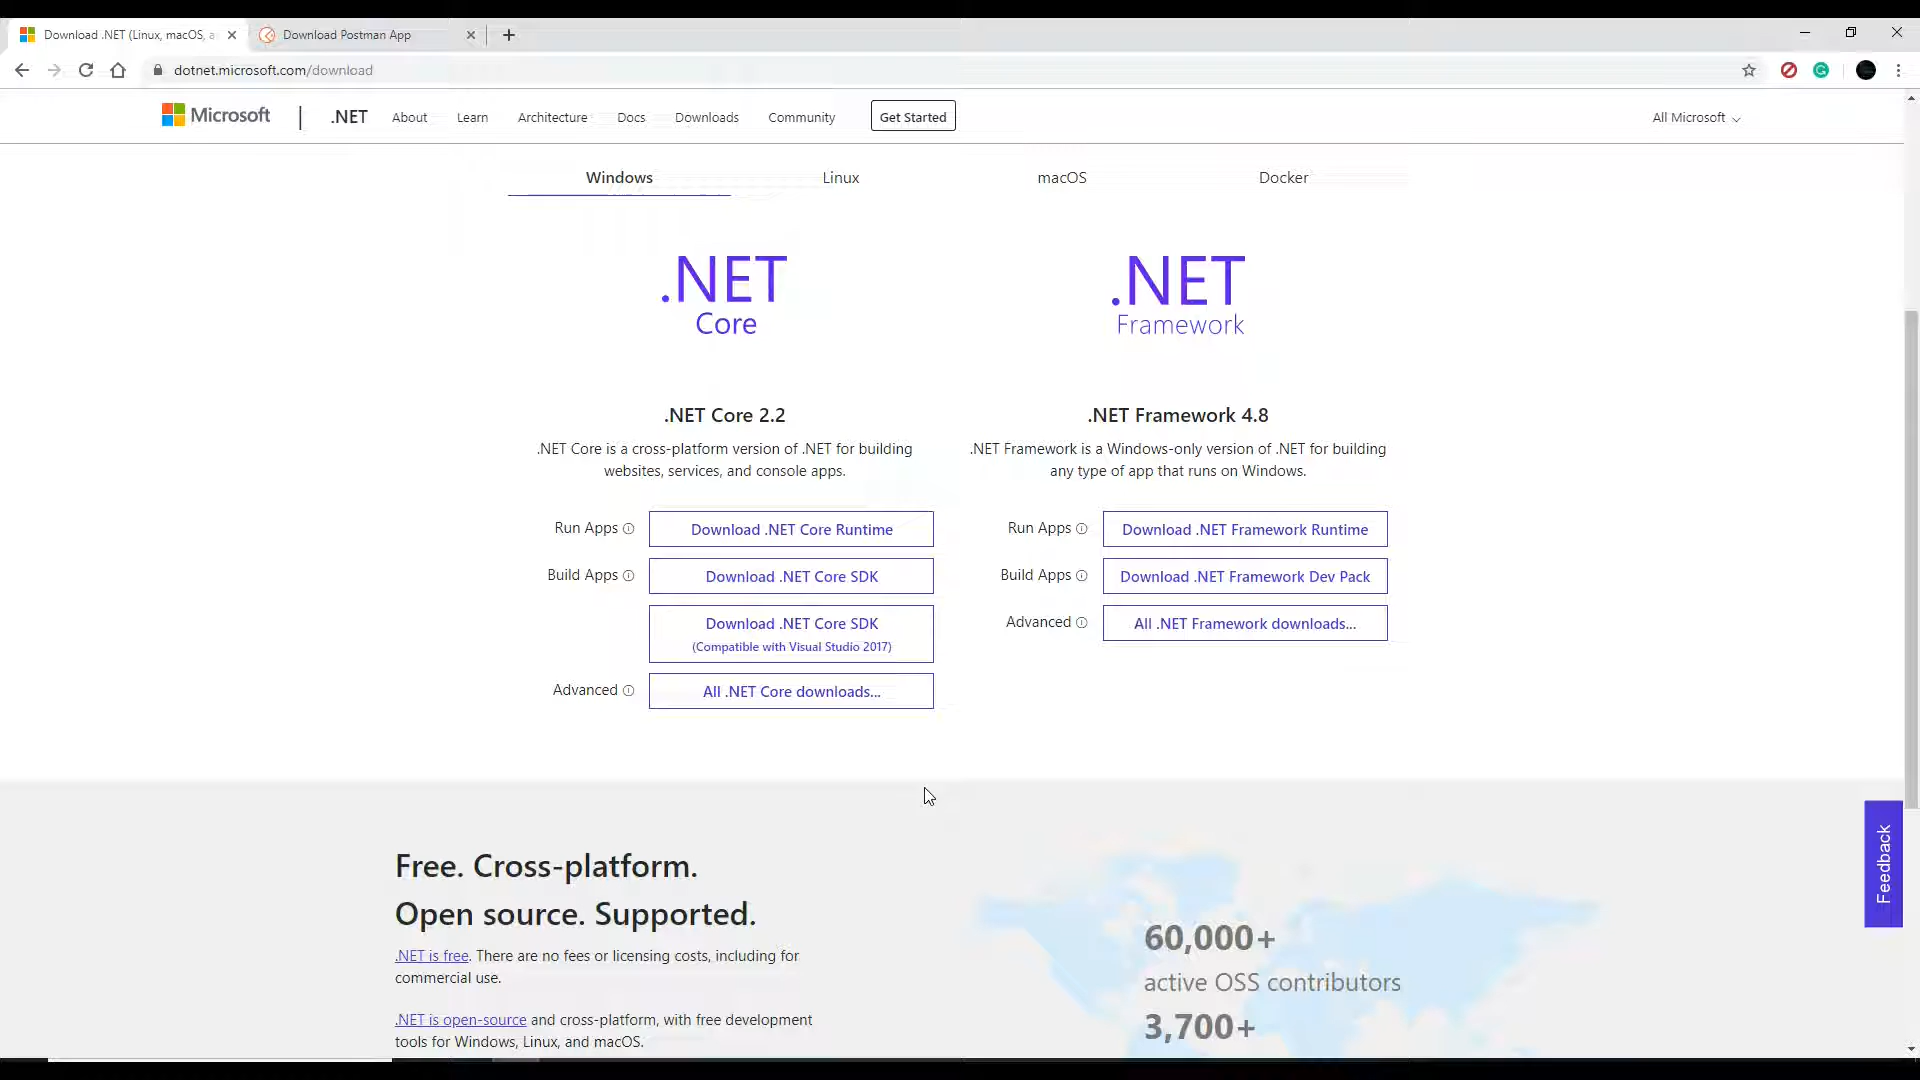 Download .NET (Linux, macOS, a
Download Postman App
dotnet.microsoft.com/download
Microsoft
.NET
About
Learn
Architecture
Docs
Downloads
Community
Get Started
All Microsoft
Windows
Linux
macOS
Docker
.NET
Core
.NET Core 2.2
.NET Core is a cross-platform version of .NET for building
websites, services, and console apps.
Run Apps
Download .NET Core Runtime
Build Apps
Download .NET Core SDK
Download .NET Core SDK
(Compatible with Visual Studio 2017)
Advanced
All .NET Core downloads...
.NET
Framework
.NET Framework 4.8
.NET Framework is a Windows-only version of .NET for building
any type of app that runs on Windows.
Run Apps
Download .NET Framework Runtime
Build Apps
Download .NET Framework Dev Pack
Advanced
All .NET Framework downloads...
Free. Cross-platform.
Open source. Supported.
.NET is free. There are no fees or licensing costs, including for
commercial use.
.NET is open-source and cross-platform, with free development
tools for Windows, Linux, and macOS.
60,000+
active OSS contributors
3,700+
Feedback